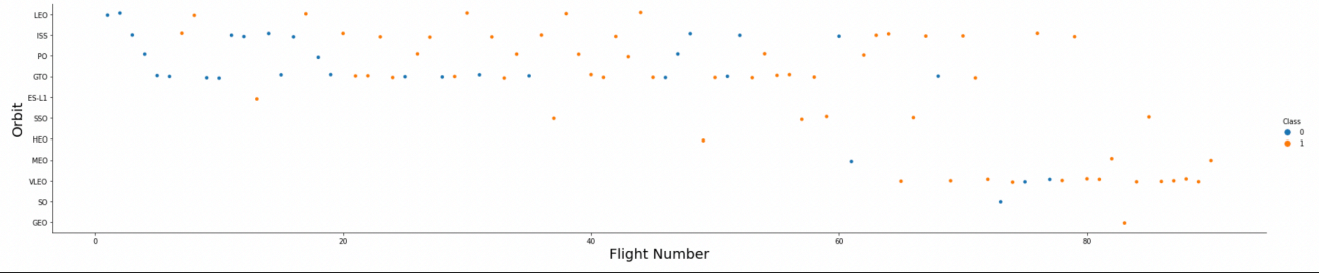 LEO
ISS
PO
GTO
ES-L1
SSO
HEO
MEO
VLEO
SO
GEO
Orbit
0 20 40 60 80
Flight Number
Class
0
1